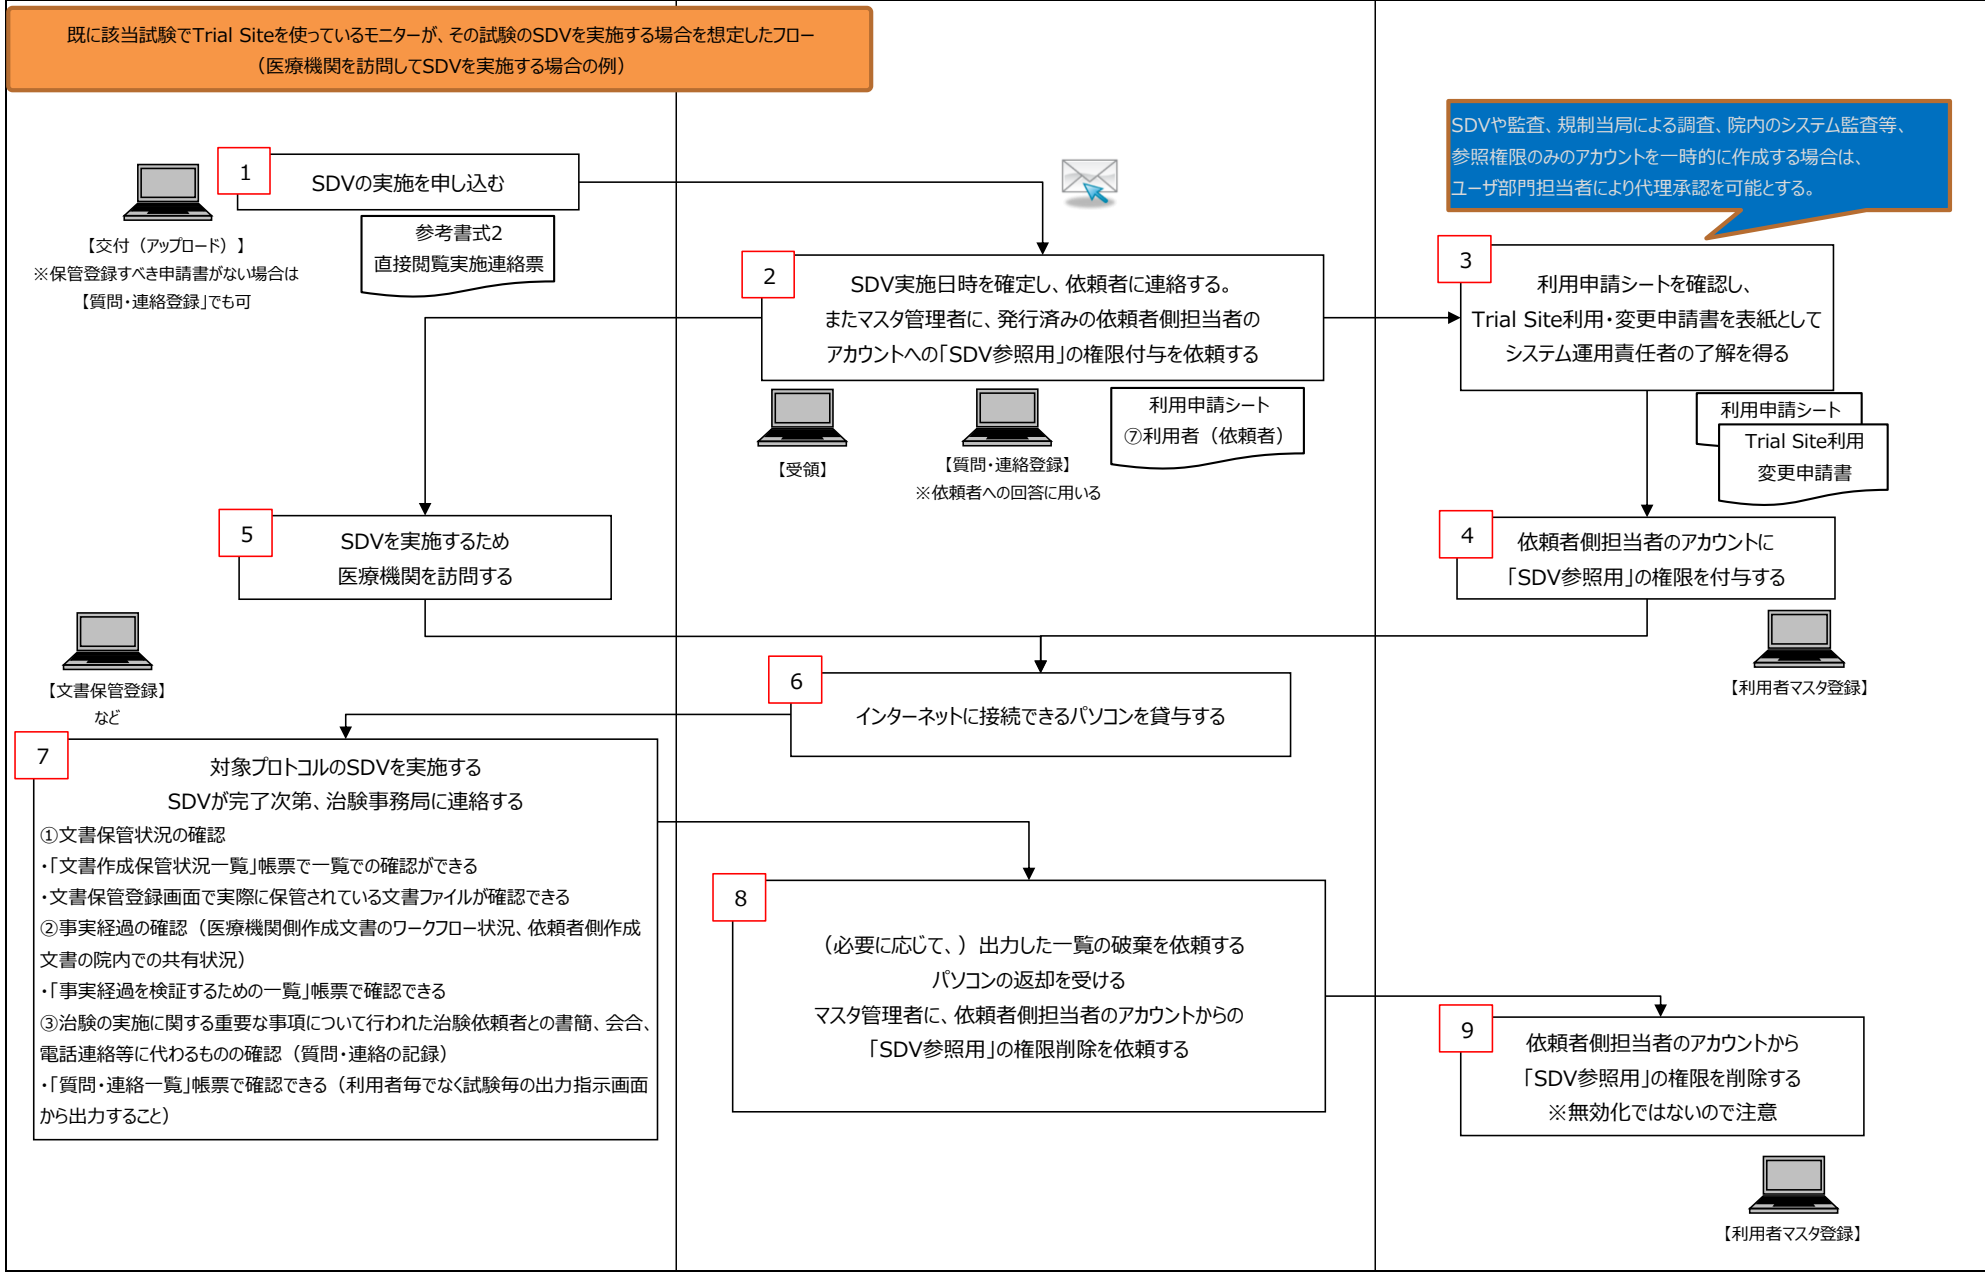 既に該当試験でTrial Siteを使っているモニターが、その試験のSDVを実施する場合を想定したフロー
（医療機関を訪問してSDVを実施する場合の例）
1
SDVの実施を申し込む
【交付（アップロード）】
※保管登録すべき申請書がない場合は
【質問・連絡登録」でも可
参考書式2
直接閲覧実施連絡票
2
SDV実施日時を確定し、依頼者に連絡する。
またマスタ管理者に、発行済みの依頼者側担当者の
アカウントへの「SDV参照用」の権限付与を依頼する
【受領】
【質問・連絡登録】
※依頼者への回答に用いる
利用申請シート
⑦利用者（依頼者）
SDVや監査、規制当局による調査、院内のシステム監査等、
参照権限のみのアカウントを一時的に作成する場合は、
ユーザ部門担当者により代理承認を可能とする。
3
利用申請シートを確認し、
Trial Site利用・変更申請書を表紙として
システム運用責任者の了解を得る
利用申請シート
Trial Site利用
変更申請書
4
依頼者側担当者のアカウントに
「SDV参照用」の権限を付与する
【利用者マスタ登録】
5
SDVを実施するため
医療機関を訪問する
6
インターネットに接続できるパソコンを貸与する
【文書保管登録】
など
7
対象プロトコルのSDVを実施する
SDVが完了次第、治験事務局に連絡する
①文書保管状況の確認
・「文書作成保管状況一覧」帳票で一覧での確認ができる
・文書保管登録画面で実際に保管されている文書ファイルが確認できる
②事実経過の確認（医療機関側作成文書のワークフロー状況、依頼者側作成
文書の院内での共有状況）
・「事実経過を検証するための一覧」帳票で確認できる
③治験の実施に関する重要な事項について行われた治験依頼者との書簡、会合、
電話連絡等に代わるものの確認（質問・連絡の記録）
・「質問・連絡一覧」帳票で確認できる（利用者毎でなく試験毎の出力指示画面
から出力すること）
8
（必要に応じて、）出力した一覧の破棄を依頼する
パソコンの返却を受ける
マスタ管理者に、依頼者側担当者のアカウントからの
「SDV参照用」の権限削除を依頼する
9
依頼者側担当者のアカウントから
「SDV参照用」の権限を削除する
※無効化ではないので注意
【利用者マスタ登録】